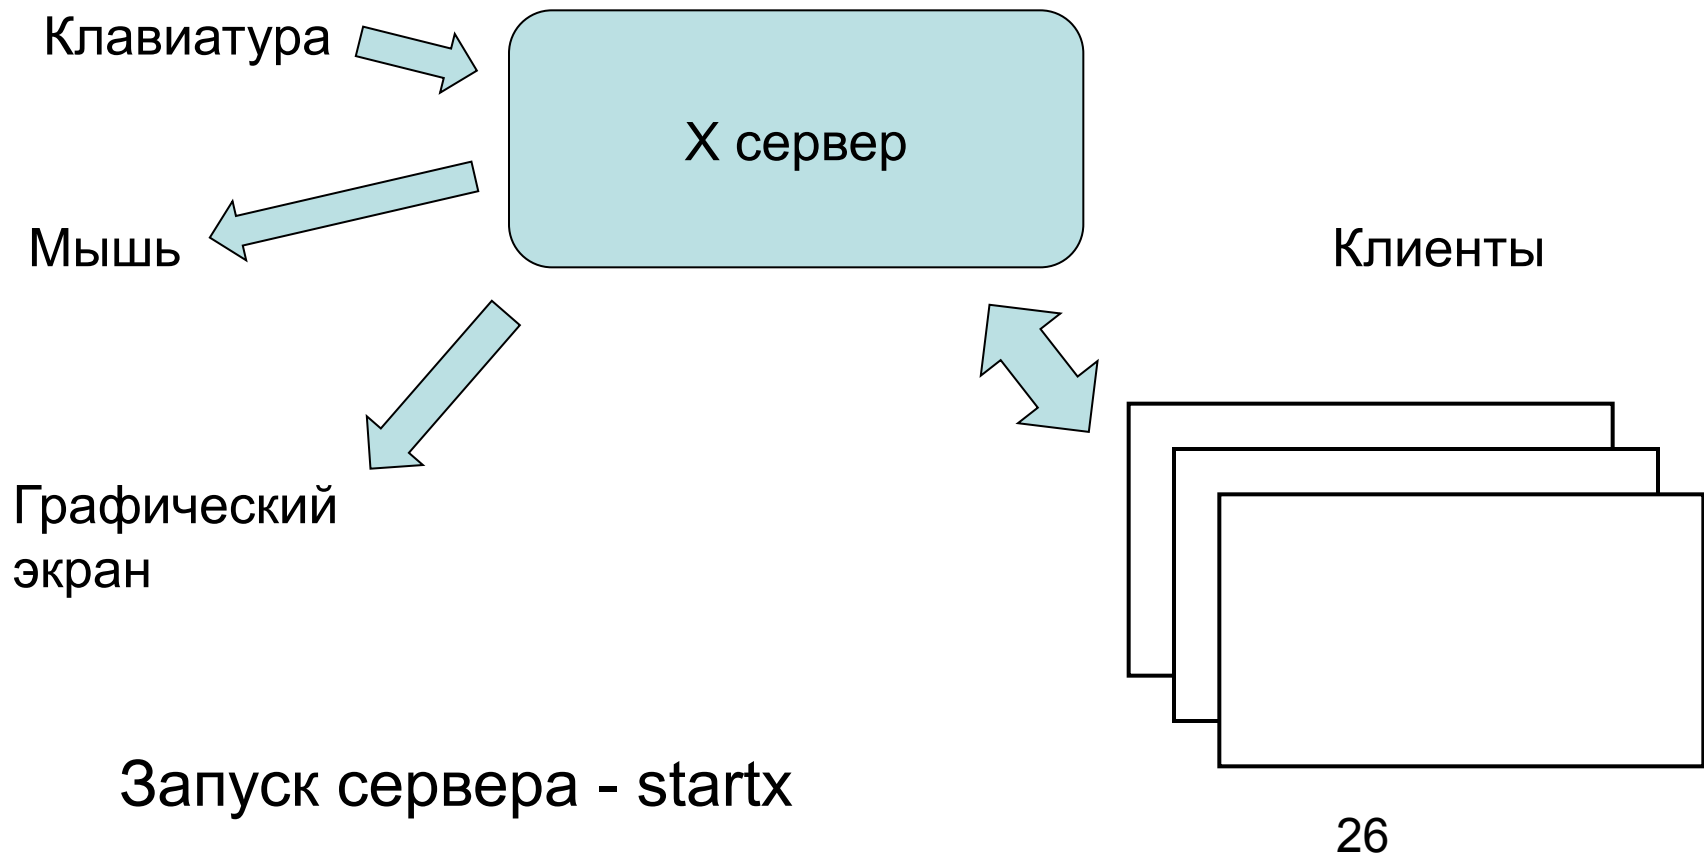 Клавиатура
X сервер
Мышь
Клиенты
Графический
экран
Запуск сервера - startx
26